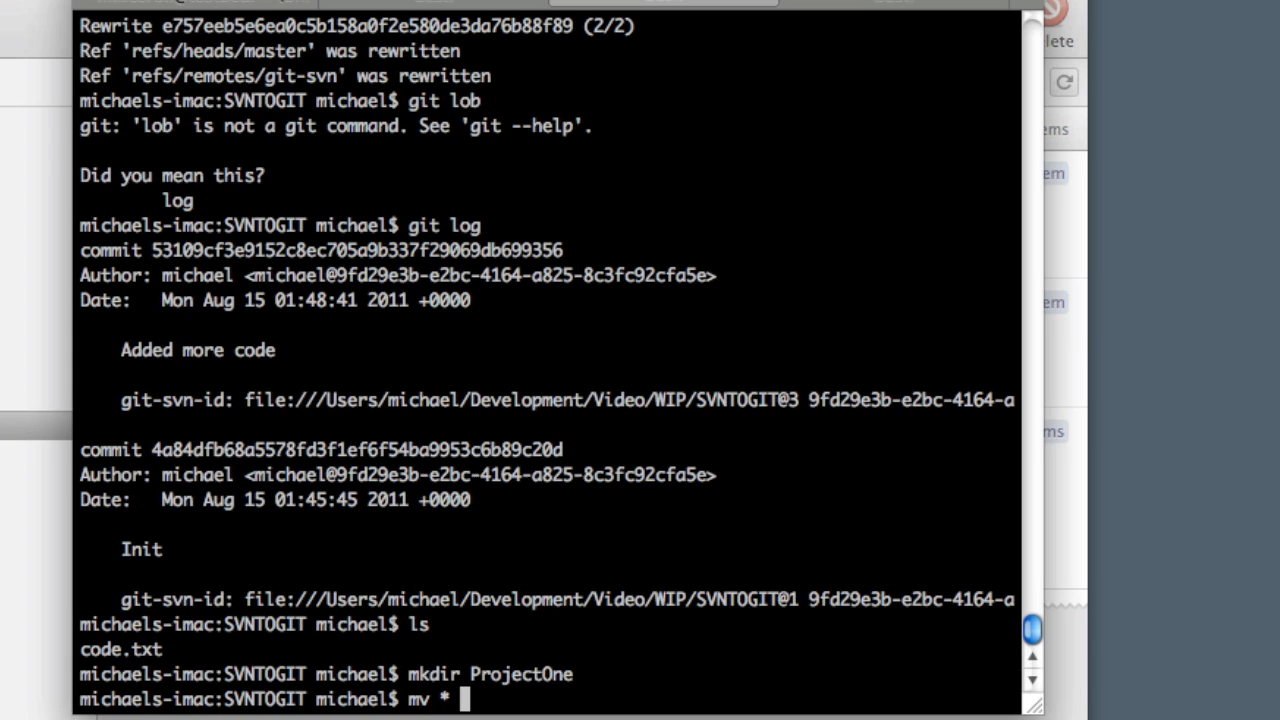 Rewrite e757eeb5e6ea0c5b158a0f2e580de3da76b88f89 (2/2)
lete
Ref 'refs/heads/master' was rewritten
Ref 'refs/remotes/git-svn' was rewritten
michaels-imac:SVNTOGIT michael$ git lob
git: 'lob' is not a git command. See 'git --help'.
ems
Did you mean this?
em
log
michaels-imac:SVNTOGIT michael$ git log
commit 53109cf3e9152c8ec705a9b337f29069db699356
Author: michael <michael@9fd29e3b-e2bc-4164-a825-8c3fc92cfa5e>
Date:   Mon Aug 15 01:48:41 2011 +0000
em
Added more code
git-svn-id: file:///Users/michael/Development/Video/WIP/SVNTOGIT@3 9fd29e3b-e2bc-4164-a
ms
commit 4a84dfb68a5578fd3f1ef6f54ba9953c6b89c20d
Author: michael <michael@9fd29e3b-e2bc-4164-a825-8c3fc92cfa5e>
Date:   Mon Aug 15 01:45:45 2011 +0000
Init
git-svn-id: file:///Users/michael/Development/Video/WIP/SVNTOGIT@1 9fd29e3b-e2bc-4164-a
michaels-imac:SVNTOGIT michael$ ls
code.txt
michaels-imac:SVNTOGIT michael$ mkdir ProjectOne
michaels-imac:SVNTOGIT michael$ mv *